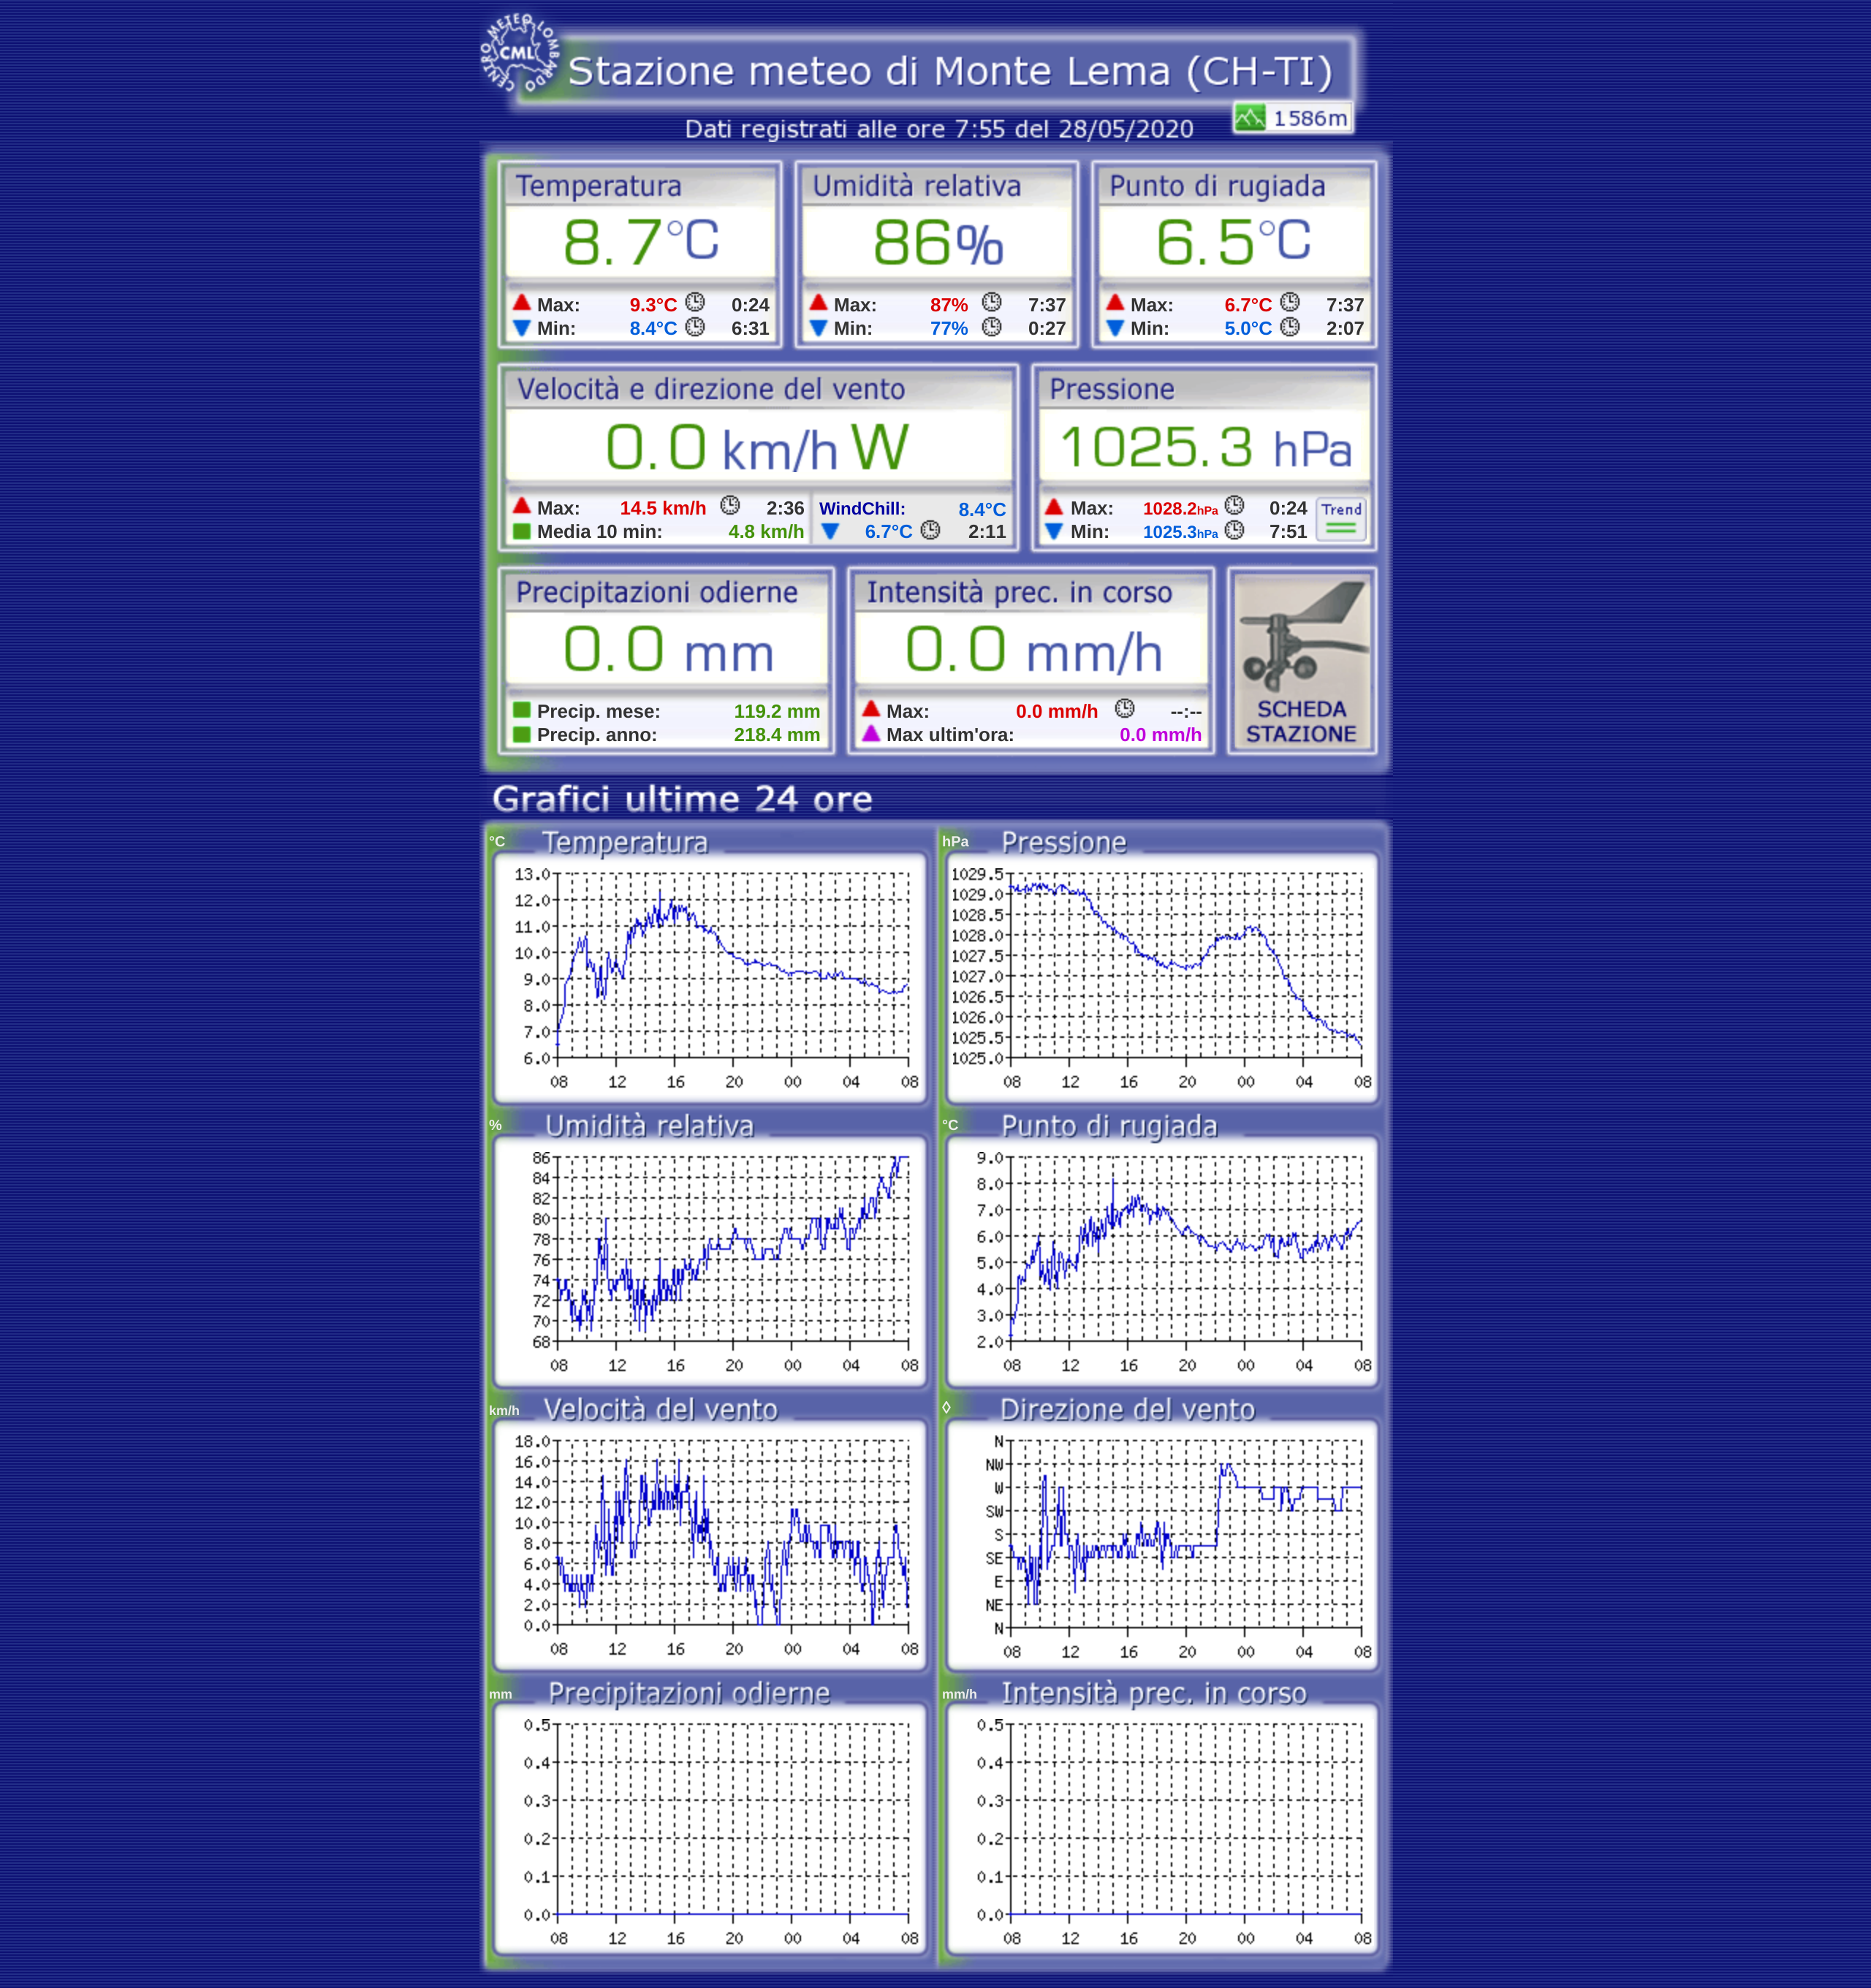 CENTRO METEO LOMBARDO
CML
Stazione meteo di Monte Lema (CH-TI)
1586m
Dati registrati alle ore 7:55 del 28/05/2020
Temperatura Umidità relativa Punto di rugiada
8.7°C 86% 6.5°C
Max: 9.3°C 0:24 Max: 87% 7:37 Max: 6.7°C 7:37
Min: 8.4°C 6:31 Min: 77% 0:27 Min: 5.0°C 2:07
Velocità e direzione del vento Pressione
0.0 km/h W 1025.3 hPa
Max: 14.5 km/h 2:36 WindChill: 8.4°C Max: 1028.2hPa 0:24 Trend
Media 10 min: 4.8 km/h 6.7°C 2:11 Min: 1025.3hPa 7:51
Precipitazioni odierne Intensità prec. in corso
0.0 mm 0.0 mm/h
Precip. mese: 119.2 mm Max: 0.0 mm/h --:-- SCHEDA
Precip. anno: 218.4 mm Max ultim'ora: 0.0 mm/h STAZIONE
Grafici ultime 24 ore
°C Temperatura
13.0
12.0
11.0
10.0
9.0
8.0
7.0
6.0
08 12 16 20 00 04 08
hPa Pressione
1029.5
1029.0
1028.5
1028.0
1027.5
1027.0
1026.5
1026.0
1025.5
1025.0
08 12 16 20 00 04 08
% Umidità relativa
86
84
82
80
78
76
74
72
70
68
08 12 16 20 00 04 08
°C Punto di rugiada
9.0
8.0
7.0
6.0
5.0
4.0
3.0
2.0
08 12 16 20 00 04 08
km/h Velocità del vento
18.0
16.0
14.0
12.0
10.0
8.0
6.0
4.0
2.0
0.0
08 12 16 20 00 04 08
◊ Direzione del vento
N
NW
W
SW
S
SE
E
NE
N
08 12 16 20 00 04 08
mm Precipitazioni odierne
0.5
0.4
0.3
0.2
0.1
0.0
08 12 16 20 00 04 08
mm/h Intensità prec. in corso
0.5
0.4
0.3
0.2
0.1
0.0
08 12 16 20 00 04 08